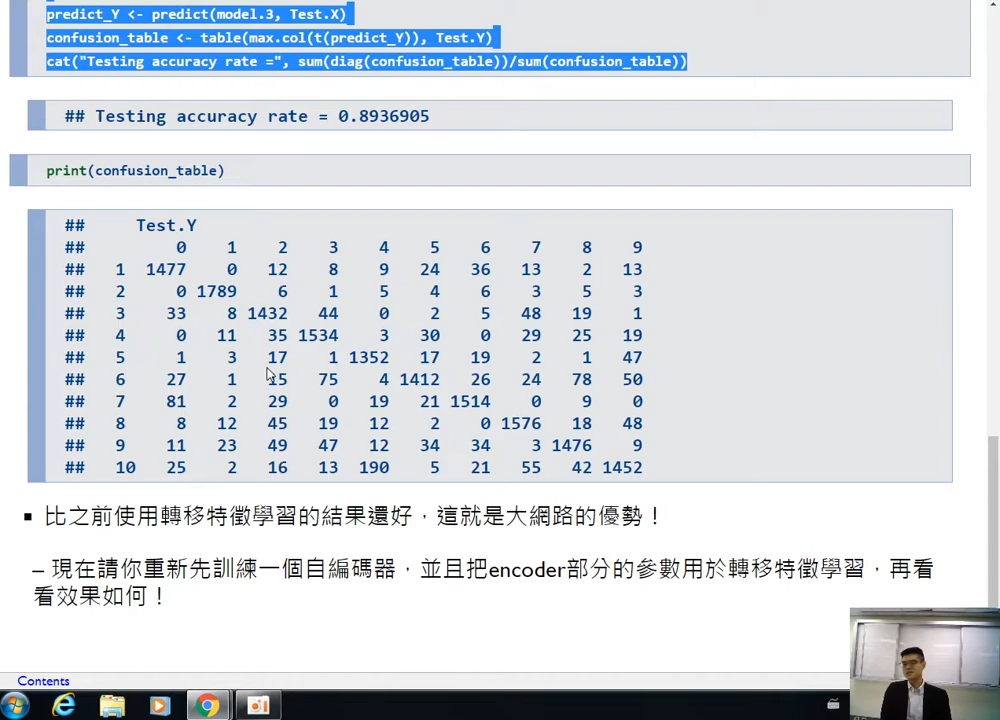 predict_Y <- predict(model.3, Test.X)
confusion_table <- table(max.col(t(predict_Y)), Test.Y)
cat("Testing accuracy rate =", sum(diag(confusion_table))/sum(confusion_table))
## Testing accuracy rate = 0.8936905
print(confusion_table)
## Test.Y
## 0 1 2 3 4 5 6 7 8 9
## 1 1477 0 12 8 9 24 36 13 2 13
## 2 0 1789 6 1 5 4 6 3 5 3
## 3 33 8 1432 44 0 2 5 48 19 1
## 4 0 11 35 1534 3 30 0 29 25 19
## 5 1 3 17 1 1352 17 19 2 1 47
## 6 27 1 15 75 4 1412 26 24 78 50
## 7 81 2 29 0 19 21 1514 0 9 0
## 8 8 12 45 19 12 2 0 1576 18 48
## 9 11 23 49 47 12 34 34 3 1476 9
## 10 25 2 16 13 190 5 21 55 42 1452
▪ 比之前使用轉移特徵學習的結果還好，這就是大網路的優勢！
– 現在請你重新先訓練一個自編碼器，並且把encoder部分的參數用於轉移特徵學習，再看
看效果如何！
Contents